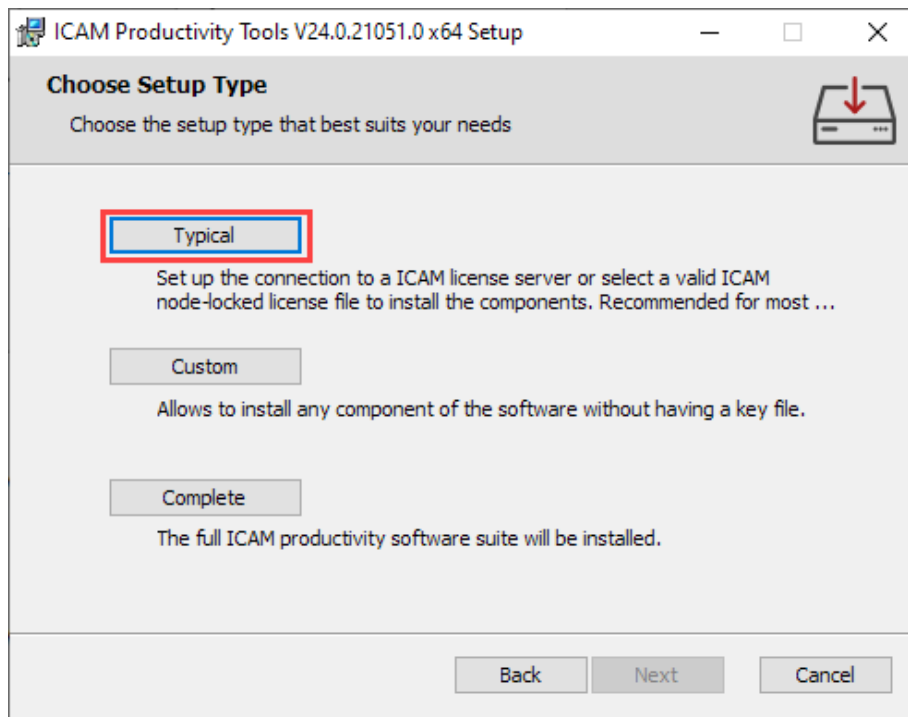 ICAM Productivity Tools V24.0.21051.0 x64 Setup
Choose Setup Type
Choose the setup type that best suits your needs
Typical
Set up the connection to a ICAM license server or select a valid ICAM
node-locked license file to install the components. Recommended for most ...
Custom
Allows to install any component of the software without having a key file.
Complete
The full ICAM productivity software suite will be installed.
Back Next Cancel